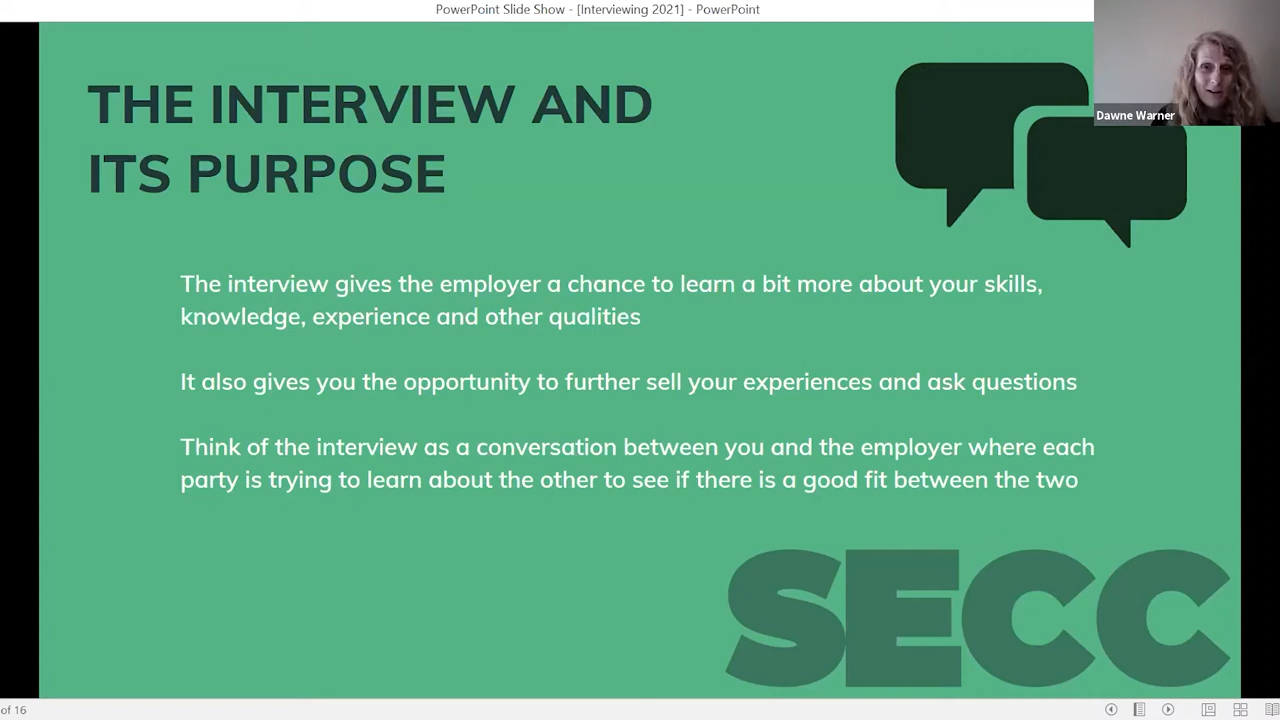 PowerPoint Slide Show - [Interviewing 2021] - PowerPoint
THE INTERVIEW AND
ITS PURPOSE
Dawne Warner
The interview gives the employer a chance to learn a bit more about your skills,
knowledge, experience and other qualities
It also gives you the opportunity to further sell your experiences and ask questions
Think of the interview as a conversation between you and the employer where each
party is trying to learn about the other to see if there is a good fit between the two
SECC
of 16